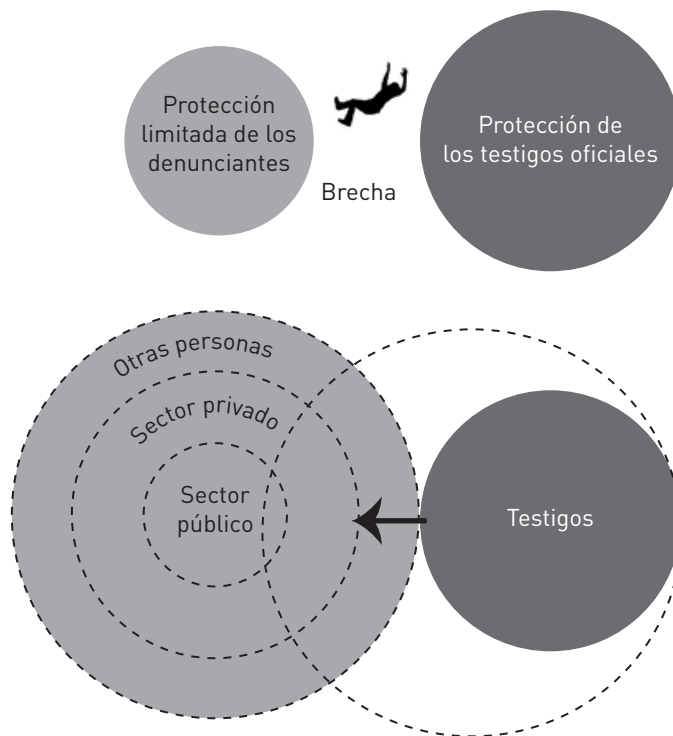 Protección
limitada de los
denunciantes
Brecha
Protección de
los testigos oficiales
Otras personas
Sector privado
Sector
público
Testigos